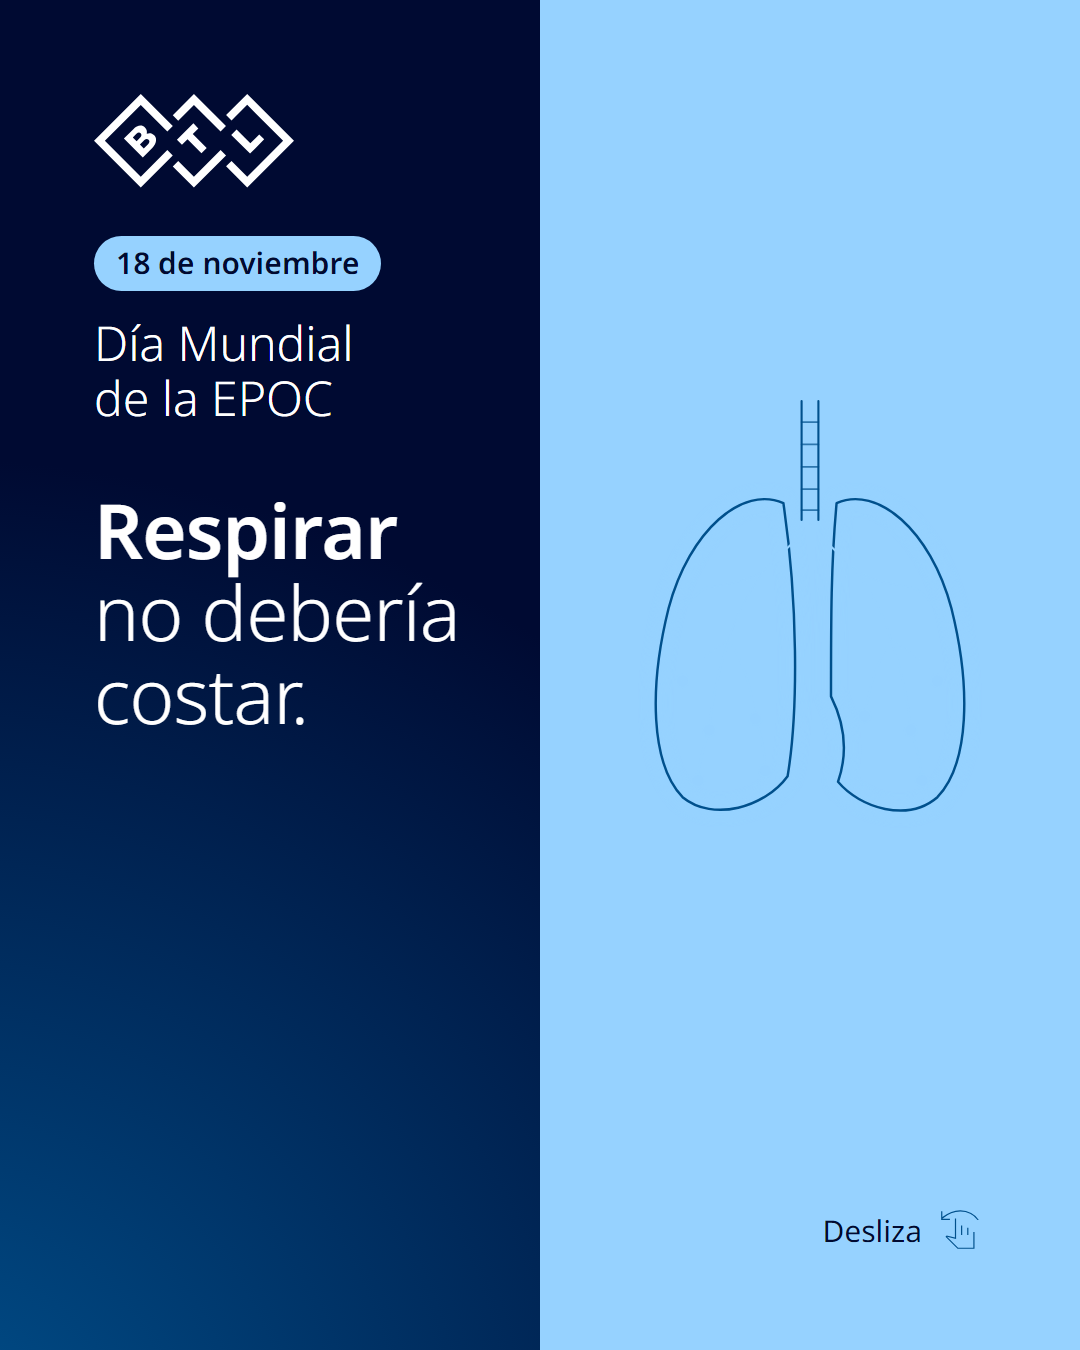 BTL
18 de noviembre
Día Mundial
de la EPOC
Respirar
no debería
costar.
Desliza